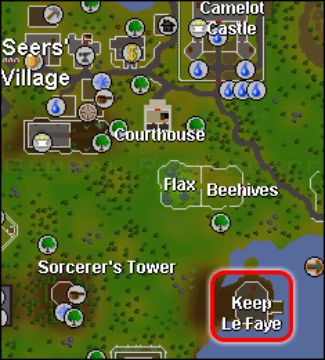 Camelot
Castle
Seers'
Village
Courthouse
Flax
Beehives
Sorcerer's Tower
Keep
Le Faye